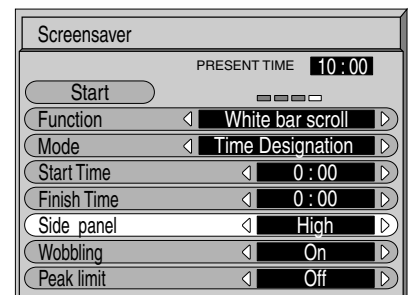 Screensaver
PRESENT TIME 10 : 00
Start
Function White bar scroll
Mode Time Designation
Start Time 0 : 00
Finish Time 0 : 00
Side panel High
Wobbling On
Peak limit Off